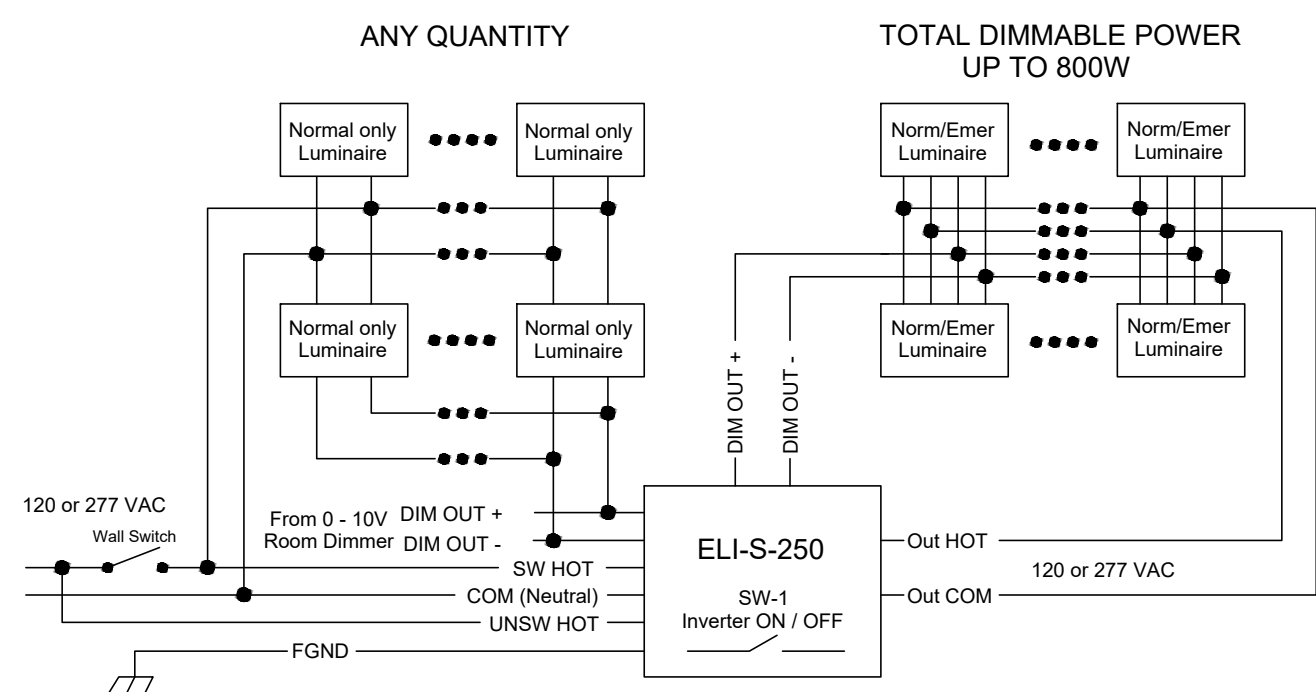 ANY QUANTITY
TOTAL DIMMABLE POWER
UP TO 800W
Normal only
Luminaire
Normal only
Luminaire
Norm/Emer
Luminaire
Norm/Emer
Luminaire
Normal only
Luminaire
Normal only
Luminaire
Norm/Emer
Luminaire
Norm/Emer
Luminaire
DIM OUT +
DIM OUT -
120 or 277 VAC
Wall Switch
From 0 - 10V
Room Dimmer
DIM OUT +
DIM OUT -
SW HOT
COM (Neutral)
UNSW HOT
FGND
ELI-S-250
SW-1
Inverter ON / OFF
Out HOT
120 or 277 VAC
Out COM